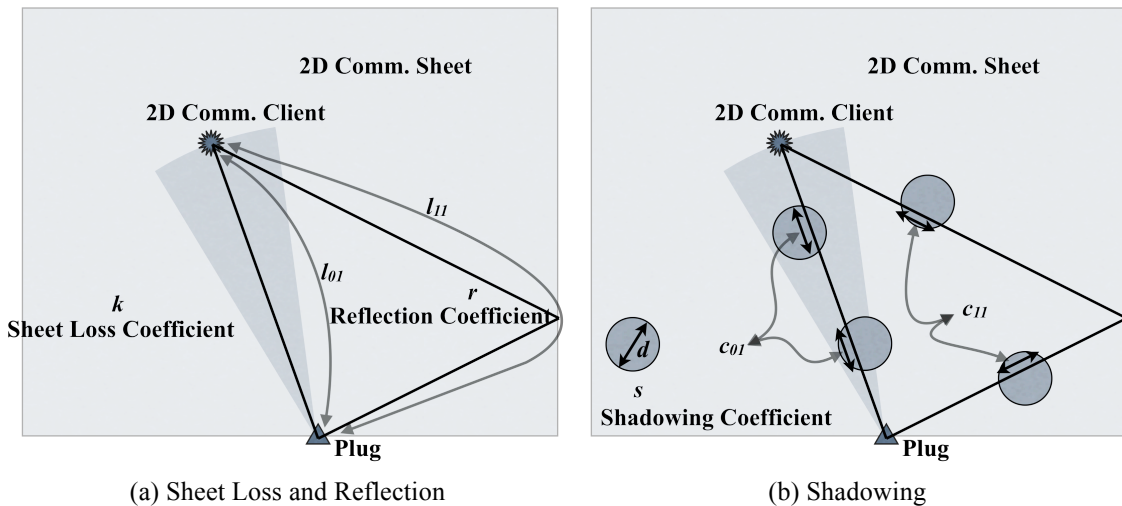 2D Comm. Sheet
2D Comm. Client
l11
l01
k
Sheet Loss Coefficient
r
Reflection Coefficient
Plug
(a) Sheet Loss and Reflection
2D Comm. Sheet
2D Comm. Client
c11
c01
d
s
Shadowing Coefficient
Plug
(b) Shadowing